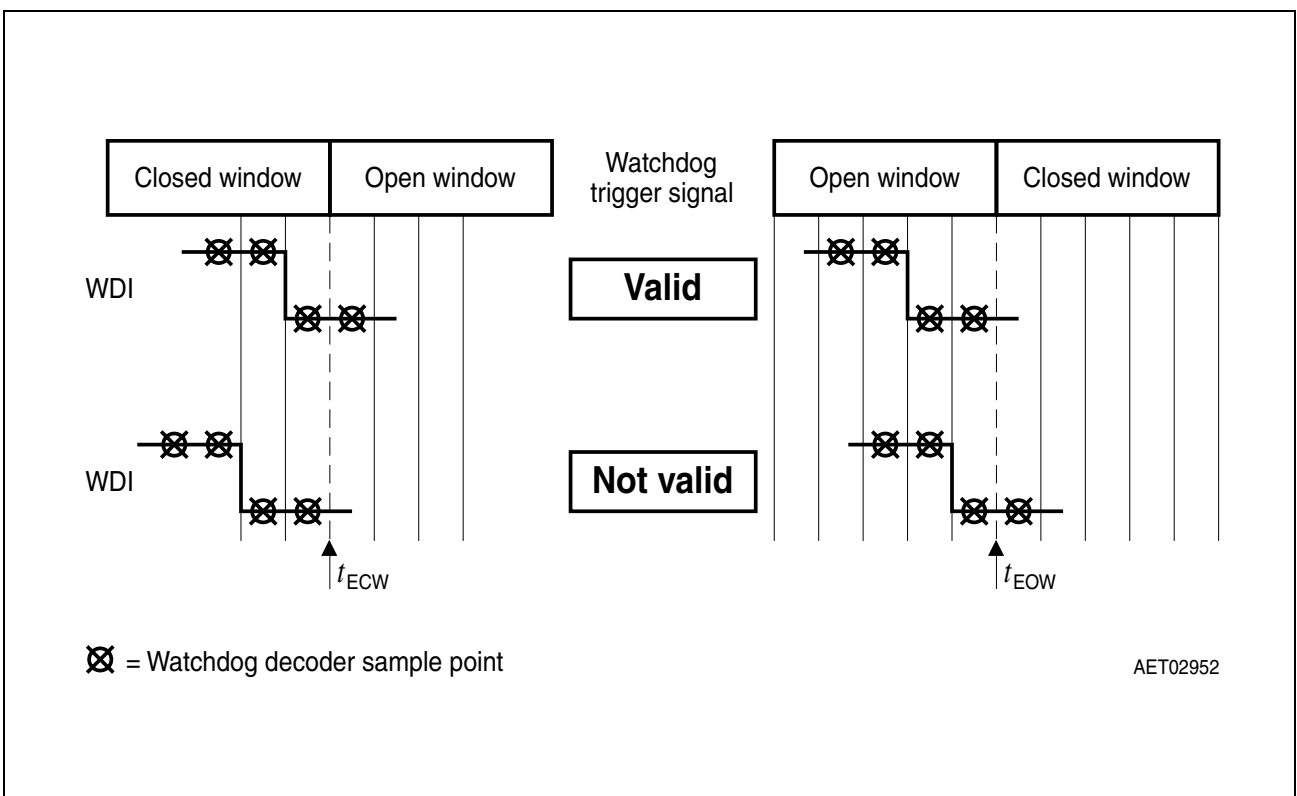 Closed window
Open window
Watchdog
trigger signal
Open window
Closed window
WDI
Valid
WDI
Not valid
tECW
tEOW
= Watchdog decoder sample point
AET02952